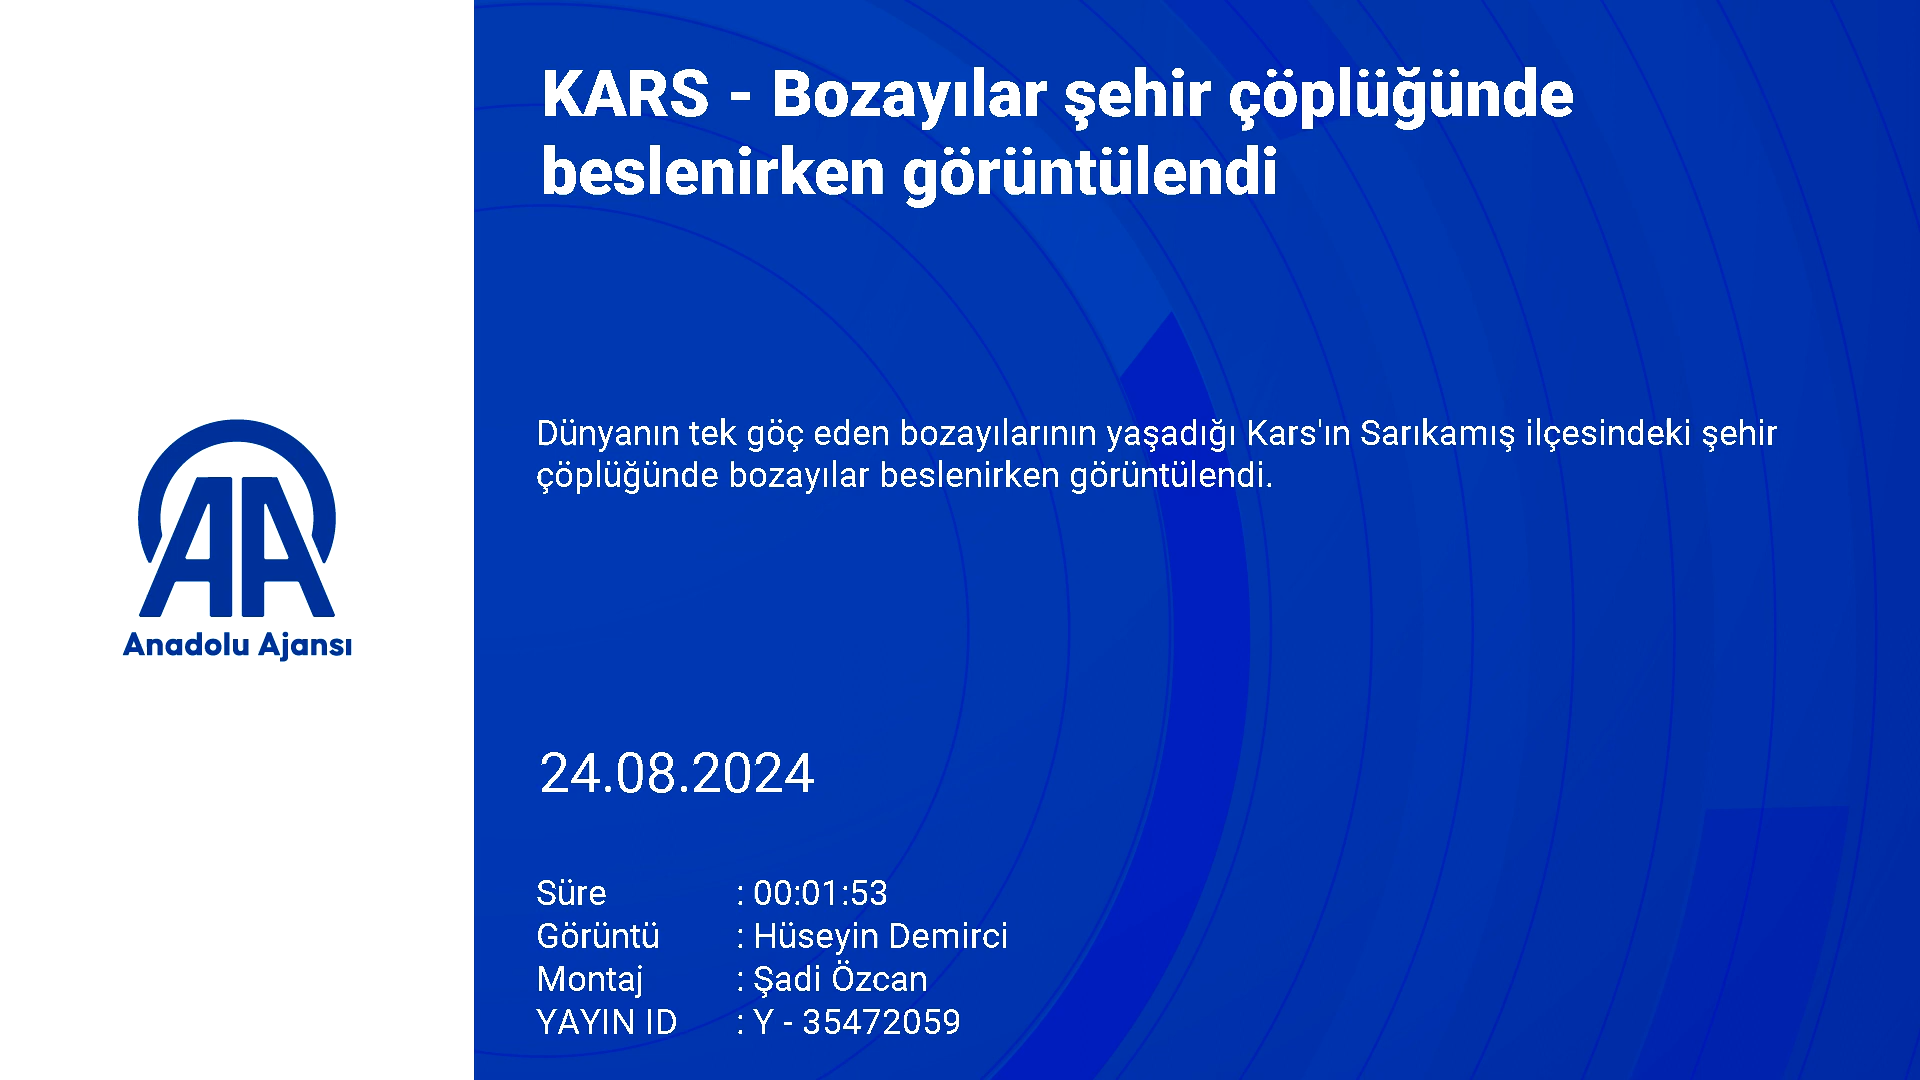 KARS - Bozayılar şehir çöplüğünde
beslenirken görüntülendi
Dünyanın tek göç eden bozayılarının yaşadığı Kars'ın Sarıkamış ilçesindeki şehir
çöplüğünde bozayılar beslenirken görüntülendi.
AA
Anadolu Ajansı
24.08.2024
Süre : 00:01:53
Görüntü : Hüseyin Demirci
Montaj : Şadi Özcan
YAYIN ID : Y - 35472059